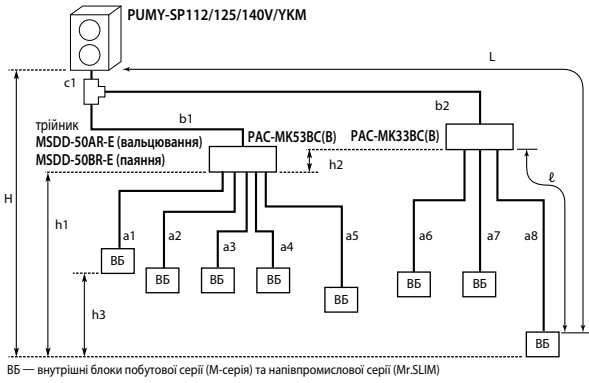 PUMY-SP112/125/140V/YKM
L
c1
b1
b2
трійник
MSDD-50AR-E (вальцювання)
MSDD-50BR-E (паяння)
PAC-MK53BC(B)
PAC-MK33BC(B)
h2
ℓ
H
h1
a1
a2
a3
a4
a5
a6
a7
a8
ВБ
ВБ
ВБ
ВБ
ВБ
ВБ
ВБ
h3
ВБ
ВБ — внутрішні блоки побутової серії (М-серія) та напівпромислової серії (Mr.SLIM)